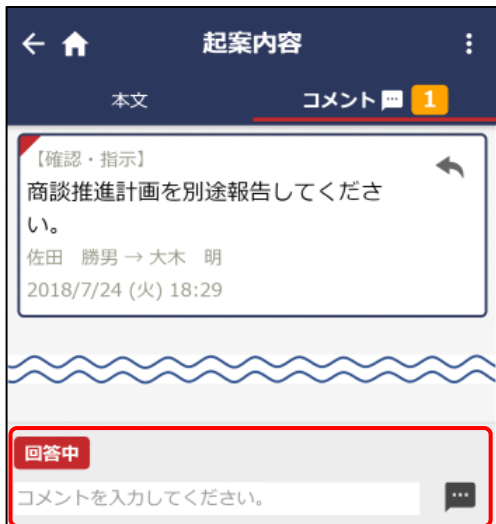 起案内容
本文
コメント 1
【確認・指示】
商談推進計画を別途報告してくださ
い。
佐田　勝男 → 大木　明
2018/7/24 (火) 18:29
回答中
コメントを入力してください。